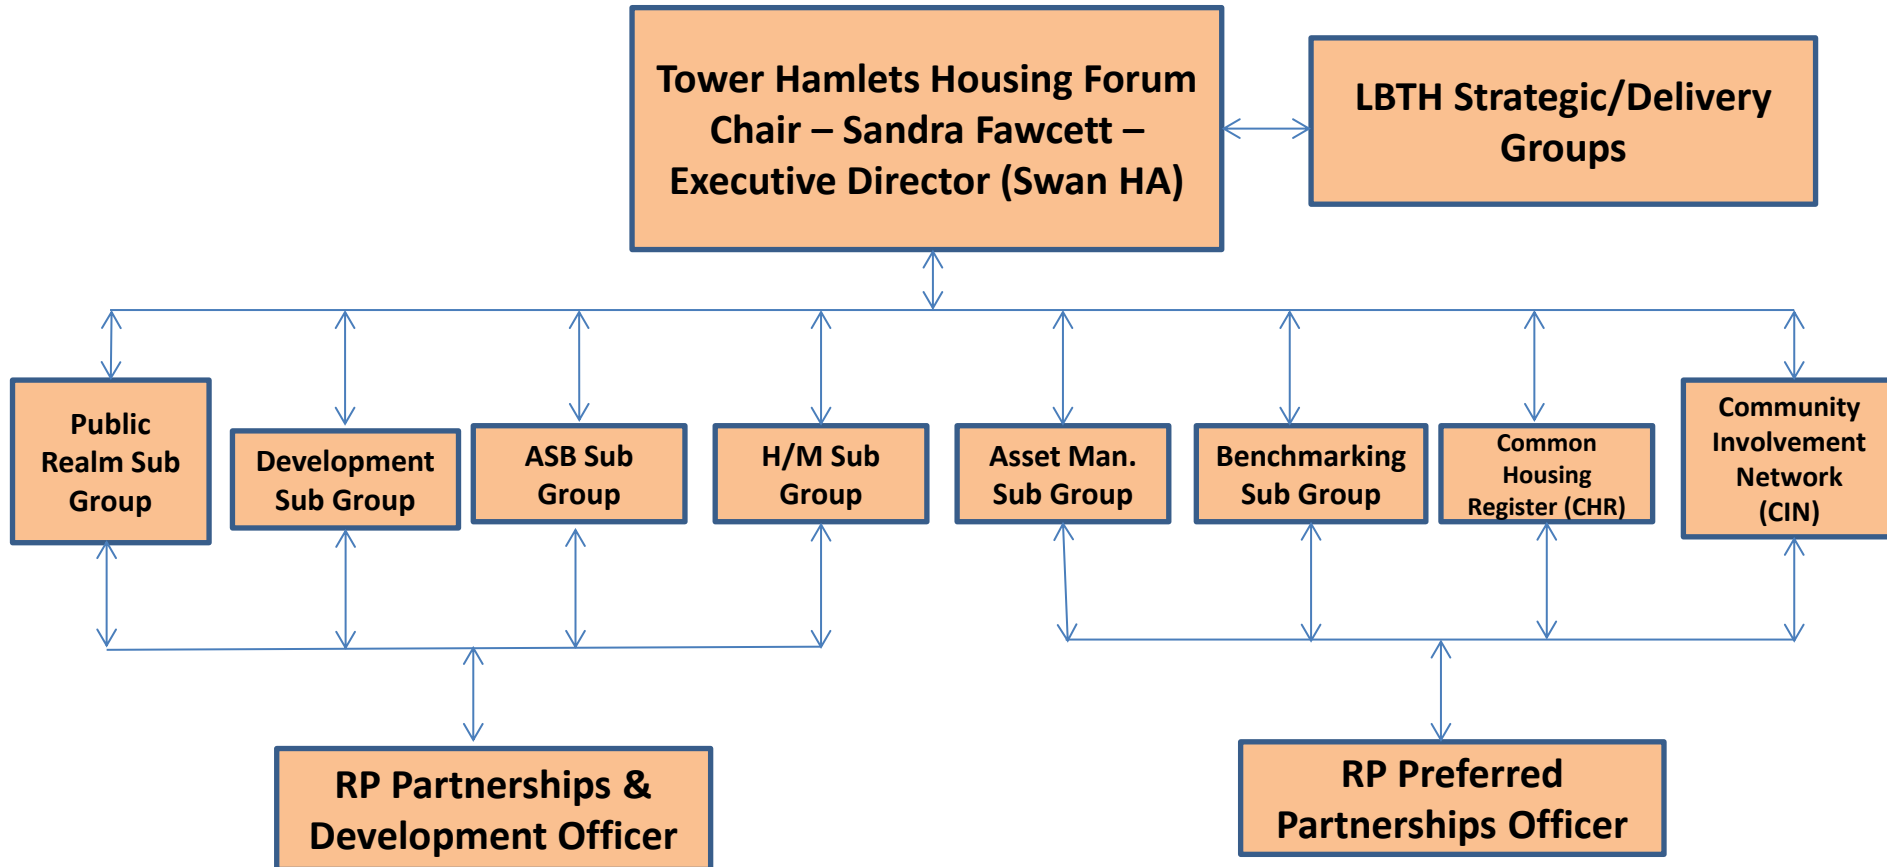 Tower Hamlets Housing Forum
Chair – Sandra Fawcett –
Executive Director (Swan HA)
LBTH Strategic/Delivery
Groups
Public
Realm Sub
Group
Development
Sub Group
ASB Sub
Group
H/M Sub
Group
Asset Man.
Sub Group
Benchmarking
Sub Group
Common
Housing
Register (CHR)
Community
Involvement
Network
(CIN)
RP Partnerships &
Development Officer
RP Preferred
Partnerships Officer